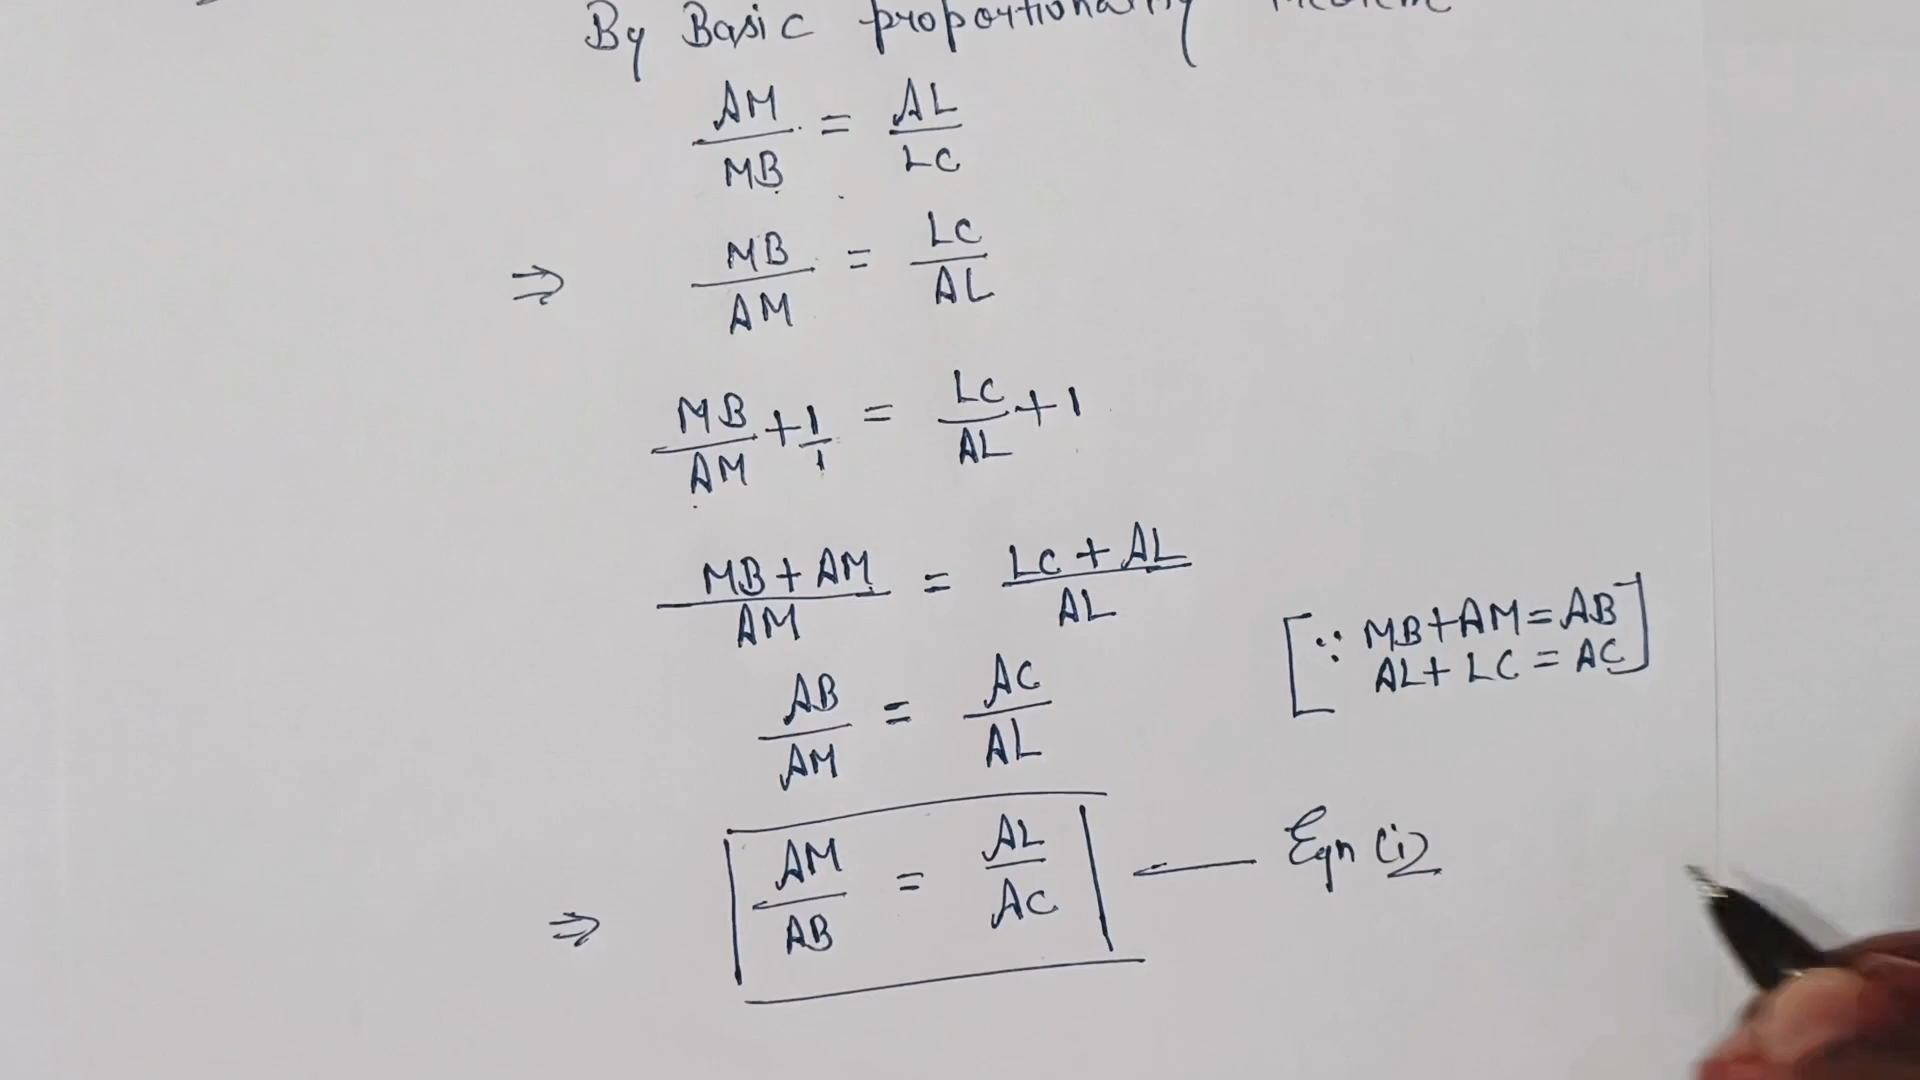 By Basic proportionality
AM/MB = AL/LC
⇒ MB/AM = LC/AL
MB/AM + 1/1 = LC/AL + 1
MB + AM/AM = LC + AL/AL
[∵ MB+AM = AB
AL+ LC = AC]
AB/AM = AC/AL
⇒ AM/AB = AL/AC ← Eqn (i)